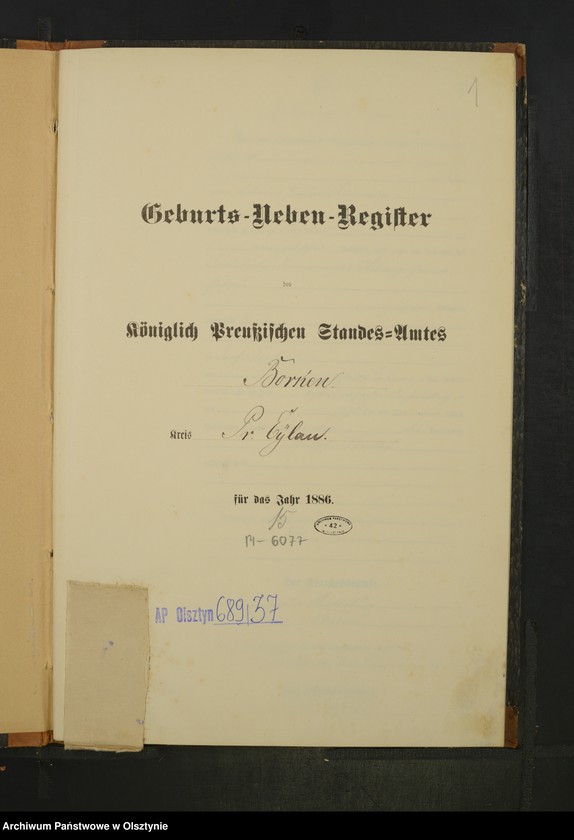 1
Geburts-Neben-Register
des
Königlich Preußischen Standes-Amtes
Borken.
Kreis Pr. Eylau.
für das Jahr 1886.
15
42
M-6077
AP Olsztyn 689/37
Archiwum Państwowe w Olsztynie